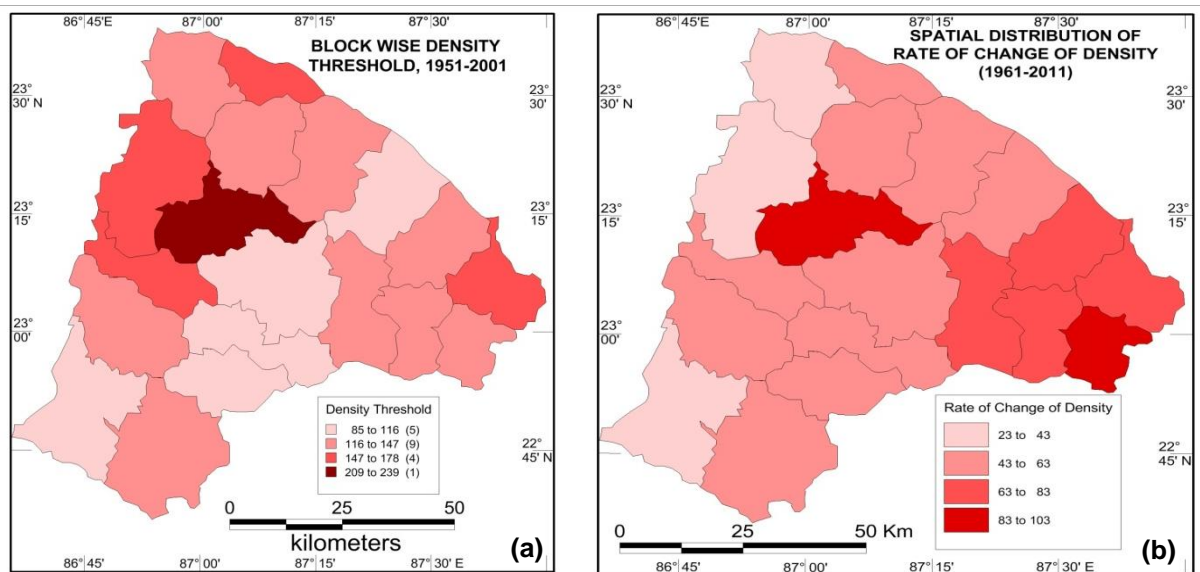 86° 45' 87° 00' 87° 15' 87° 30'
BLOCK WISE DENSITY
THRESHOLD, 1951-2001
23°
30' N
23°
30'
23°
15'
23°
15'
23°
00'
23°
00'
Density Threshold
85 to 116 (5)
116 to 147 (9)
147 to 178 (4)
209 to 239 (1)
22°
45' N
0 25 50
kilometers
(a)
86° 45' 87° 00' 87° 15' 87° 30' E
86° 45'E 87° 00' 87° 15' 87° 30'
SPATIAL DISTRIBUTION OF
RATE OF CHANGE OF DENSITY
(1961-2011)
23°
30' N
23°
30'
23°
15'
23°
15'
23°
00'
23°
00'
Rate of Change of Density
23 to 43
43 to 63
63 to 83
83 to 103
22°
45' N
0 25 50 Km
(b)
86° 45' 87° 00' 87° 15' 87° 30' E